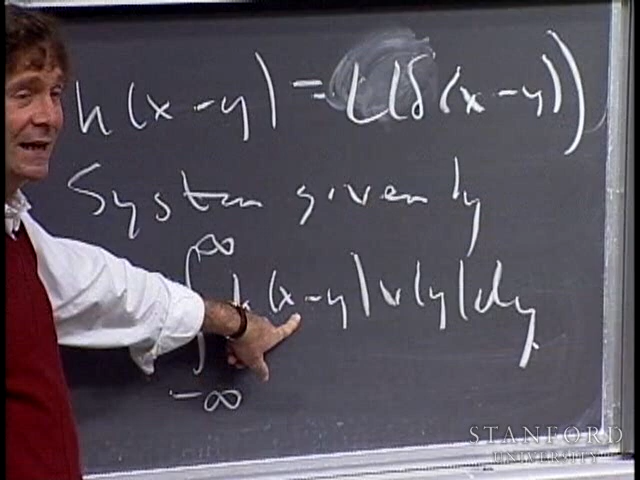 h(x-y) = L(δ(x-y))
System given by
∫_{-∞}^{∞} h(x-y)v(y)dy
STANFORD
UNIVERSITY